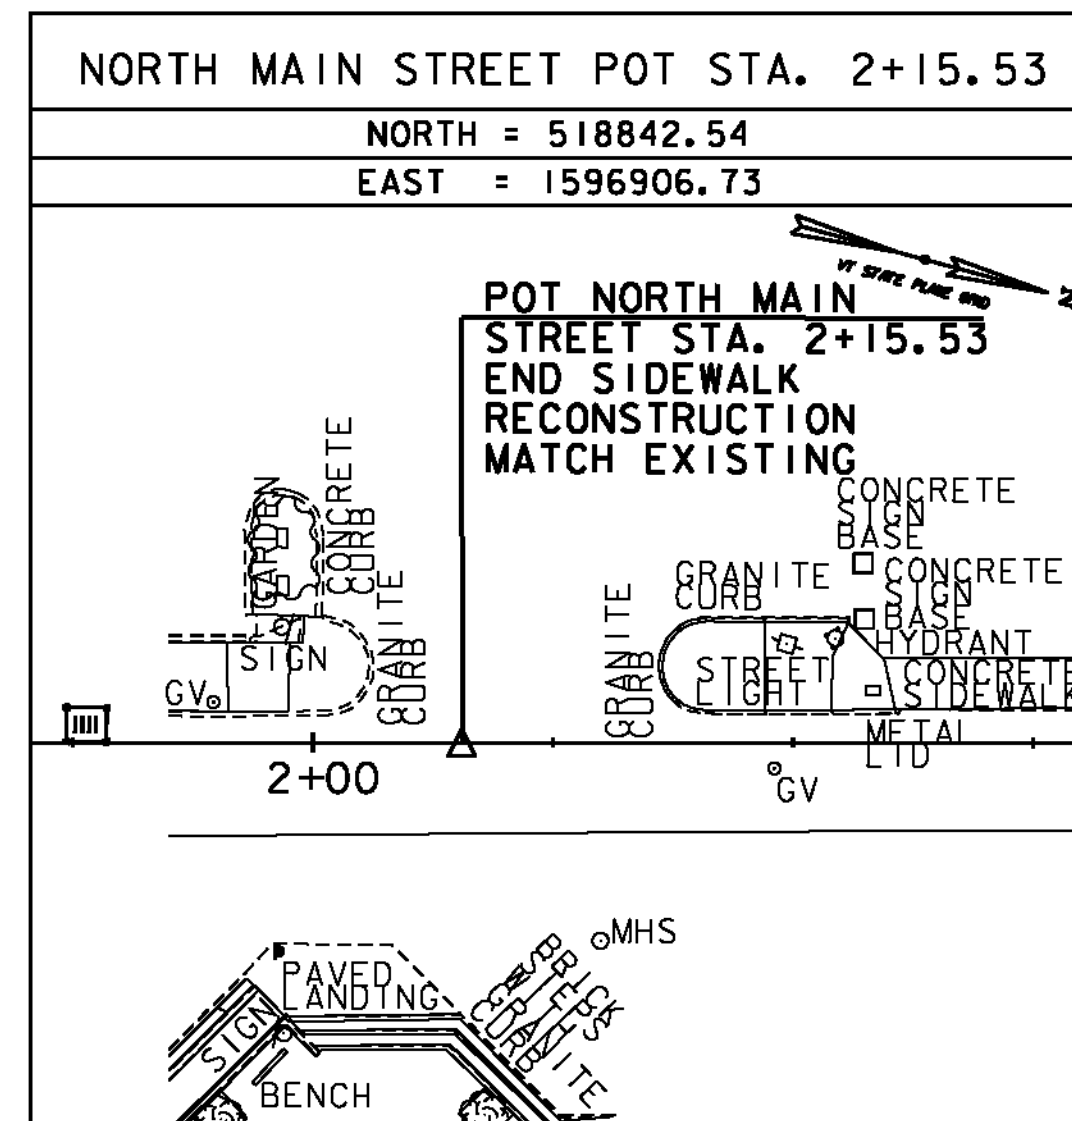 NORTH MAIN STREET POT STA. 2+15.53
NORTH = 518842.54
EAST = 1596906.73
VT STATE PLANE GRID
N
POT NORTH MAIN
STREET STA. 2+15.53
END SIDEWALK
RECONSTRUCTION
MATCH EXISTING
GARDEN
CONCRETE
CURB
GRANITE
CURB
SIGN
GV
GRANITE
CURB
GRANITE
CURB
CONCRETE
SIGN
BASE
CONCRETE
SIGN
BASE
HYDRANT
STREET
LIGHT
CONCRETE
SIDEWALK
METAL
LID
2+00
GV
MHS
PAVED
LANDING
BRICK
STEPS
WITH
GRANITE
CURB
SIGN
BENCH